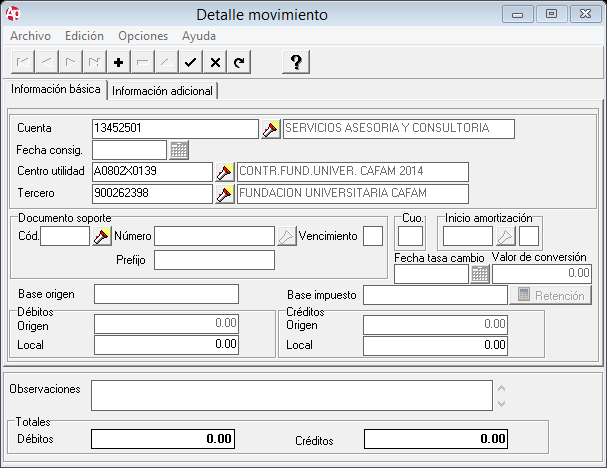 Detalle movimiento
Archivo Edición Opciones Ayuda
Información básica Información adicional
Cuenta 13452501 SERVICIOS ASESORIA Y CONSULTORIA
Fecha consig.
Centro utilidad A080ZX0139 CONTR.FUND.UNIVER. CAFAM 2014
Tercero 900262398 FUNDACION UNIVERSITARIA CAFAM
Documento soporte Cuo. Inicio amortización
Cód. Número Vencimiento
Prefijo Fecha tasa cambio Valor de conversión
0.00
Base origen Base impuesto Retención
Débitos Créditos
Origen 0.00 Origen 0.00
Local 0.00 Local 0.00
Observaciones
Totales
Débitos 0.00 Créditos 0.00